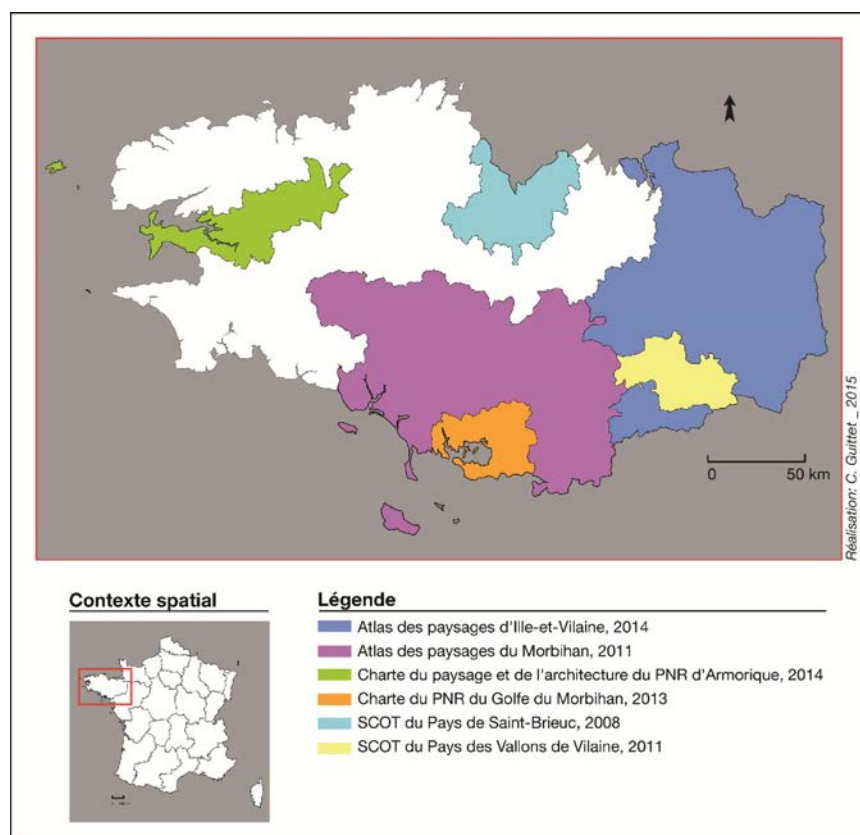 0 50 km
Réalisation: C. Guittet _ 2015
Contexte spatial
Légende
Atlas des paysages d'Ille-et-Vilaine, 2014
Atlas des paysages du Morbihan, 2011
Charte du paysage et de l'architecture du PNR d'Armorique, 2014
Charte du PNR du Golfe du Morbihan, 2013
SCOT du Pays de Saint-Brieuc, 2008
SCOT du Pays des Vallons de Vilaine, 2011